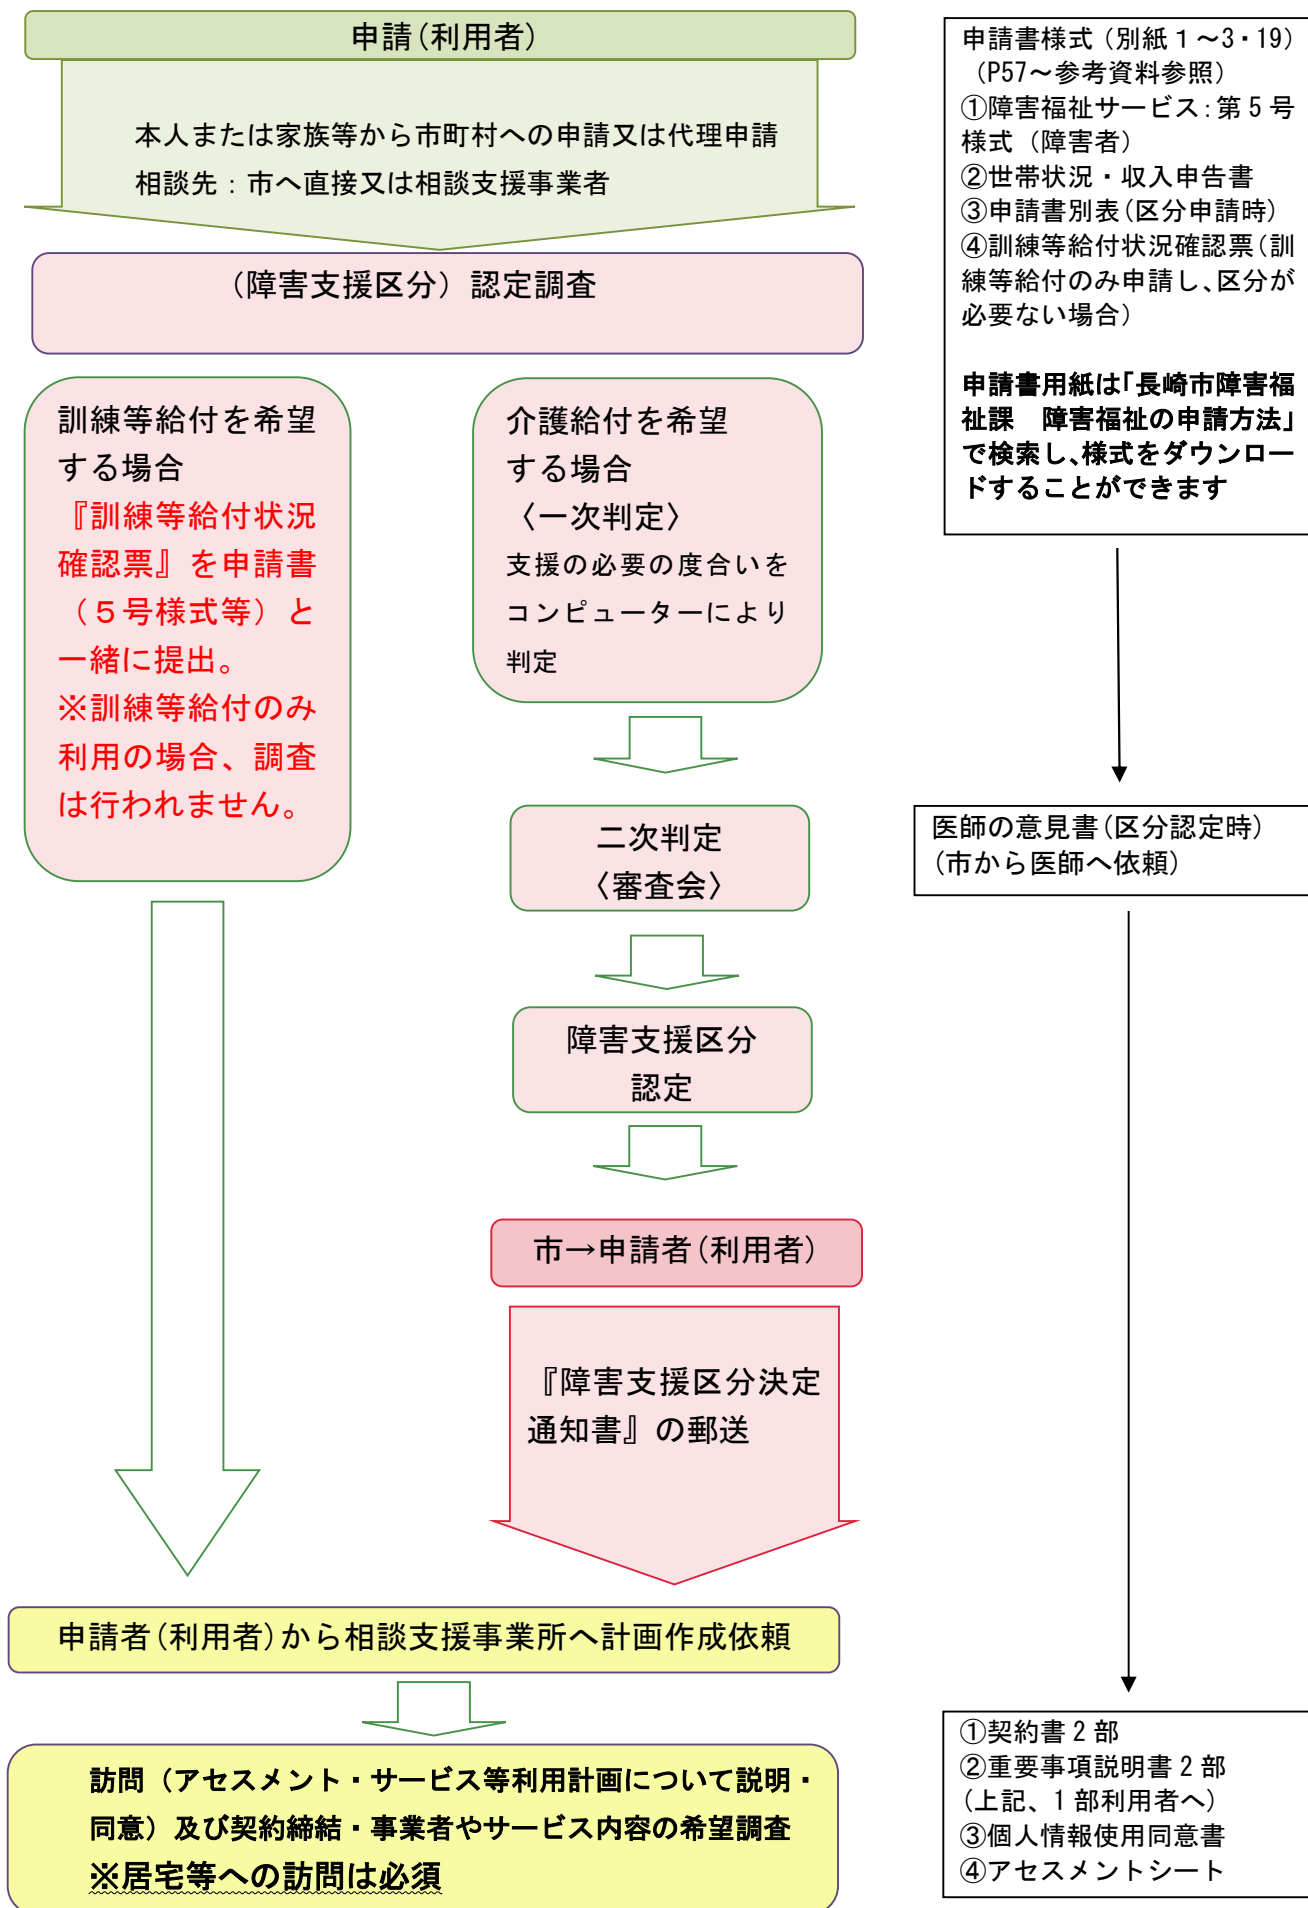 申請(利用者)
本人または家族等から市町村への申請又は代理申請
相談先：市へ直接又は相談支援事業者
（障害支援区分）認定調査
訓練等給付を希望
する場合
『訓練等給付状況
確認票』を申請書
（５号様式等）と
一緒に提出。
※訓練等給付のみ
利用の場合、調査
は行われません。
介護給付を希望
する場合
〈一次判定〉
支援の必要の度合いを
コンピューターにより
判定
二次判定
〈審査会〉
障害支援区分
認定
市→申請者(利用者)
『障害支援区分決定
通知書』の郵送
申請者(利用者)から相談支援事業所へ計画作成依頼
訪問（アセスメント・サービス等利用計画について説明・
同意）及び契約締結・事業者やサービス内容の希望調査
※居宅等への訪問は必須
申請書様式（別紙１～3・19）
（P57～参考資料参照）
①障害福祉サービス：第５号
様式（障害者）
②世帯状況・収入申告書
③申請書別表(区分申請時)
④訓練等給付状況確認票(訓
練等給付のみ申請し、区分が
必要ない場合)
申請書用紙は「長崎市障害福
祉課　障害福祉の申請方法」
で検索し、様式をダウンロー
ドすることができます
医師の意見書(区分認定時)
(市から医師へ依頼)
①契約書２部
②重要事項説明書２部
(上記、１部利用者へ)
③個人情報使用同意書
④アセスメントシート